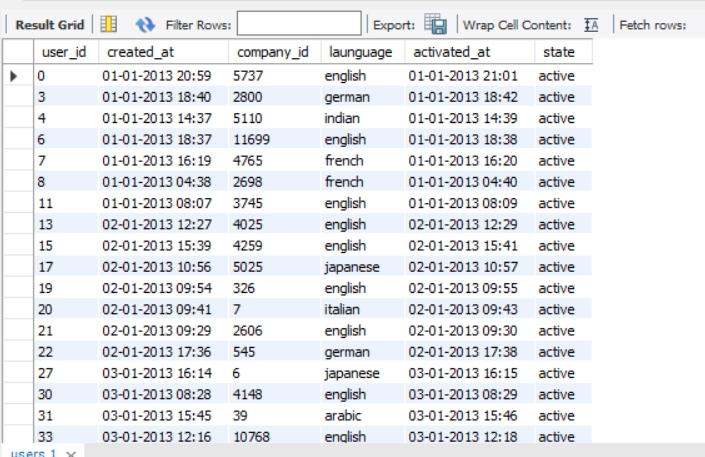 Result Grid Filter Rows: Export: Wrap Cell Content: IA Fetch rows:
user_id created_at company_id launguage activated_at state
0 01-01-2013 20:59 5737 english 01-01-2013 21:01 active
3 01-01-2013 18:40 2800 german 01-01-2013 18:42 active
4 01-01-2013 14:37 5110 indian 01-01-2013 14:39 active
6 01-01-2013 18:37 11699 english 01-01-2013 18:38 active
7 01-01-2013 16:19 4765 french 01-01-2013 16:20 active
8 01-01-2013 04:38 2698 french 01-01-2013 04:40 active
11 01-01-2013 08:07 3745 english 01-01-2013 08:09 active
13 02-01-2013 12:27 4025 english 02-01-2013 12:29 active
15 02-01-2013 15:39 4259 english 02-01-2013 15:41 active
17 02-01-2013 10:56 5025 japanese 02-01-2013 10:57 active
19 02-01-2013 09:54 326 english 02-01-2013 09:55 active
20 02-01-2013 09:41 7 italian 02-01-2013 09:43 active
21 02-01-2013 09:29 2606 english 02-01-2013 09:30 active
22 02-01-2013 17:36 545 german 02-01-2013 17:38 active
27 03-01-2013 16:14 6 japanese 03-01-2013 16:15 active
30 03-01-2013 08:28 4148 english 03-01-2013 08:29 active
31 03-01-2013 15:45 39 arabic 03-01-2013 15:46 active
33 03-01-2013 12:16 10768 english 03-01-2013 12:18 active
users 1